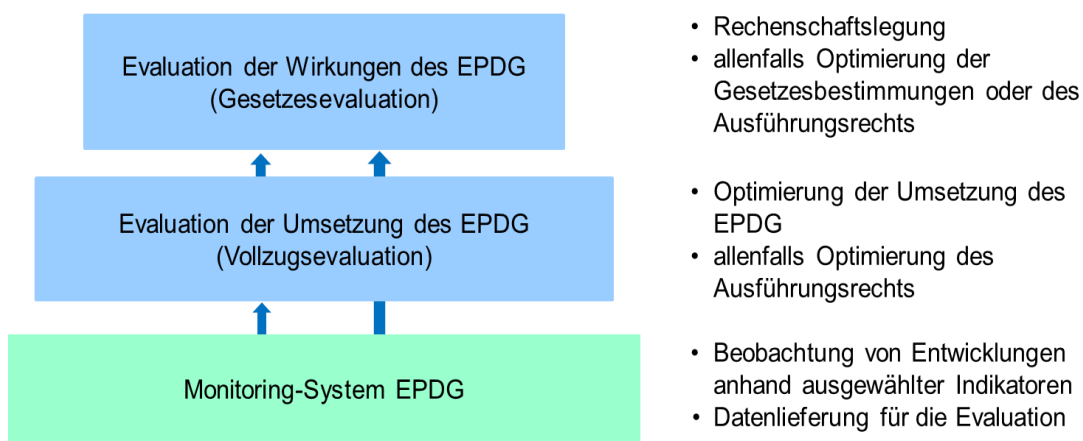 Evaluation der Wirkungen des EPDG
(Gesetzesevaluation)
• Rechenschaftslegung
• allenfalls Optimierung der
Gesetzesbestimmungen oder des
Ausführungsrechts
Evaluation der Umsetzung des EPDG
(Vollzugsevaluation)
• Optimierung der Umsetzung des
EPDG
• allenfalls Optimierung des
Ausführungsrechts
Monitoring-System EPDG
• Beobachtung von Entwicklungen
anhand ausgewählter Indikatoren
• Datenlieferung für die Evaluation